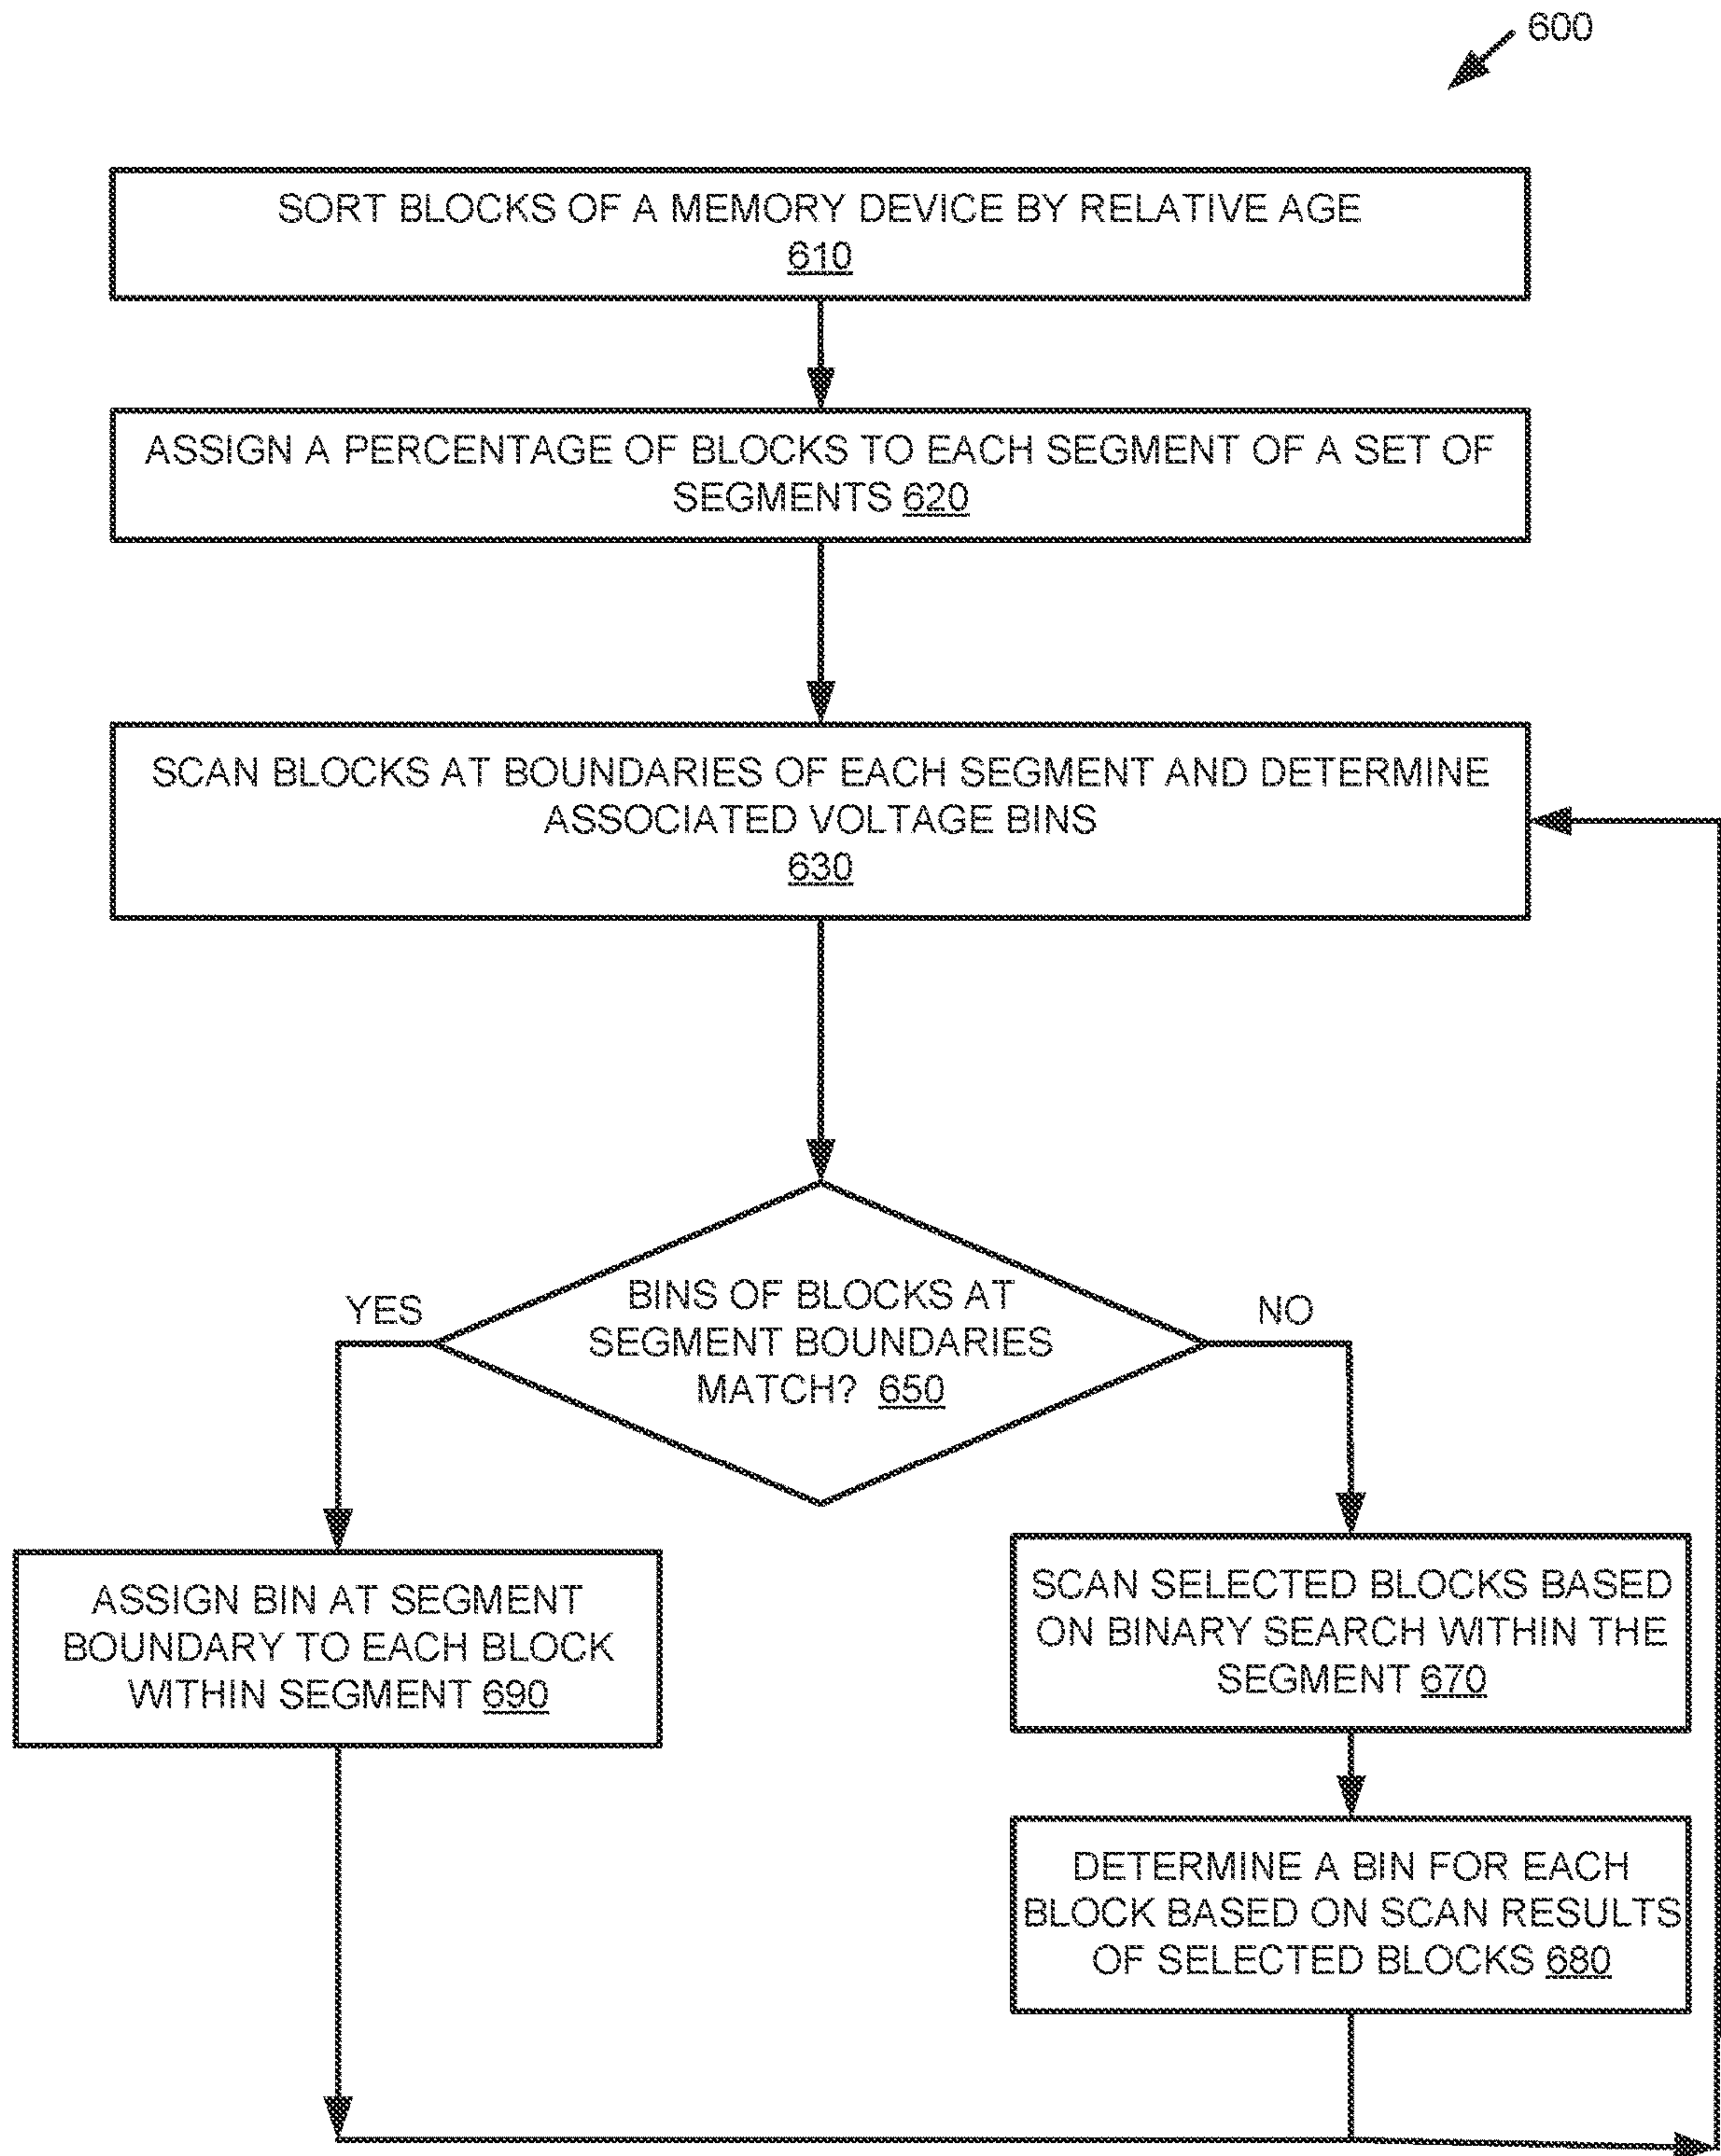 600
SORT BLOCKS OF A MEMORY DEVICE BY RELATIVE AGE
610
ASSIGN A PERCENTAGE OF BLOCKS TO EACH SEGMENT OF A SET OF
SEGMENTS 620
SCAN BLOCKS AT BOUNDARIES OF EACH SEGMENT AND DETERMINE
ASSOCIATED VOLTAGE BINS
630
BINS OF BLOCKS AT
SEGMENT BOUNDARIES
MATCH? 650
YES
NO
ASSIGN BIN AT SEGMENT
BOUNDARY TO EACH BLOCK
WITHIN SEGMENT 690
SCAN SELECTED BLOCKS BASED
ON BINARY SEARCH WITHIN THE
SEGMENT 670
DETERMINE A BIN FOR EACH
BLOCK BASED ON SCAN RESULTS
OF SELECTED BLOCKS 680